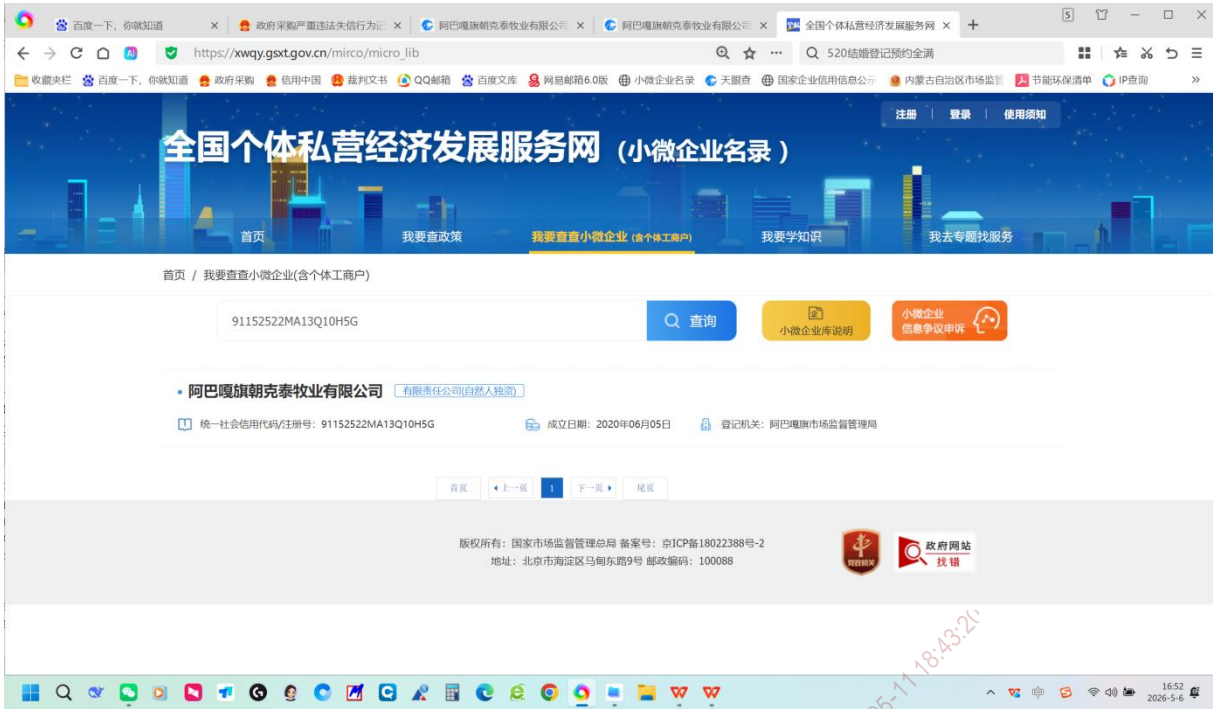 百度一下，你就知道
政府采购严重违法失信行为记
阿巴嘎旗朝克泰牧业有限公司
阿巴嘎旗朝克泰牧业有限公
全国个体私营经济发展服务网
5
https://xwqy.gsxt.gov.cn/mirco/micro_lib
520结婚登记预约全满
收藏夹栏 百度一下，你就知道 政府采购 信用中国 裁判文书 QQ邮箱 百度文库 网易邮箱6.0版 小微企业名录 天眼查 国家企业信用信息公示 内蒙古自治区市场监管 节能环保清单 IP查询
注册 登录 使用须知
全国个体私营经济发展服务网（小微企业名录）
首页 我要查政策 我要查查小微企业 (含个体工商户) 我要学知识 我去专题找服务
首页 / 我要查查小微企业(含个体工商户)
91152522MA13Q10H5G
查询
小微企业库说明
小微企业
信息争议申诉
阿巴嘎旗朝克泰牧业有限公司 有限责任公司(自然人独资)
统一社会信用代码/注册号：91152522MA13Q10H5G 成立日期：2020年06月05日 登记机关：阿巴嘎旗市场监督管理局
首页 上一页 1 下一页 尾页
版权所有：国家市场监督管理总局 备案号：京ICP备18022388号-2
地址：北京市海淀区马甸东路9号 邮政编码：100088
党政机关
政府网站
找错
18:43:20
中
16:52
2026-5-6